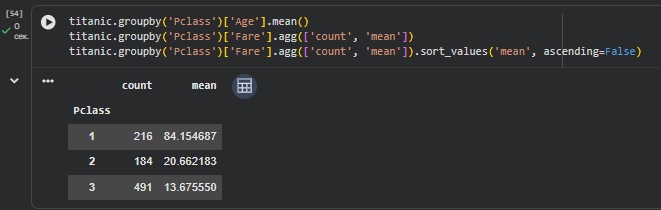 [54]
0
сек.
titanic.groupby('Pclass')['Age'].mean()
titanic.groupby('Pclass')['Fare'].agg(['count', 'mean'])
titanic.groupby('Pclass')['Fare'].agg(['count', 'mean']).sort_values('mean', ascending=False)
count mean
Pclass
1 216 84.154687
2 184 20.662183
3 491 13.675550